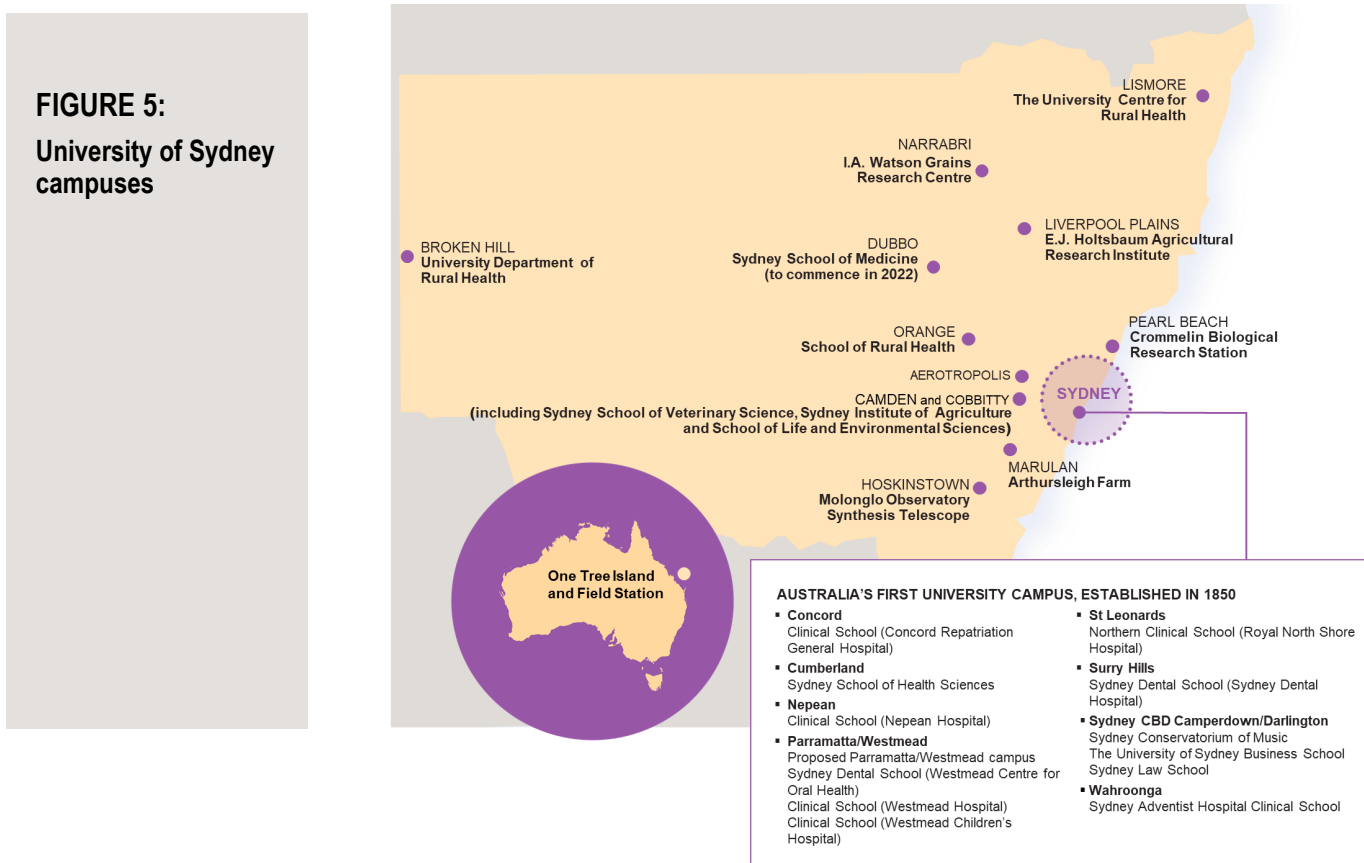 FIGURE 5:
University of Sydney
campuses
LISMORE
The University Centre for
Rural Health
NARRABRI
I.A. Watson Grains
Research Centre
LIVERPOOL PLAINS
E.J. Holtsbaum Agricultural
Research Institute
BROKEN HILL
University Department of
Rural Health
DUBBO
Sydney School of Medicine
(to commence in 2022)
PEARL BEACH
Crommelin Biological
Research Station
ORANGE
School of Rural Health
AEROTROPOLIS
SYDNEY
CAMDEN and COBBITTY
(including Sydney School of Veterinary Science, Sydney Institute of Agriculture
and School of Life and Environmental Sciences)
MARULAN
Arthursleigh Farm
HOSKINSTOWN
Molonglo Observatory
Synthesis Telescope
One Tree Island
and Field Station
AUSTRALIA'S FIRST UNIVERSITY CAMPUS, ESTABLISHED IN 1850
▪ Concord
Clinical School (Concord Repatriation
General Hospital)
▪ Cumberland
Sydney School of Health Sciences
▪ Nepean
Clinical School (Nepean Hospital)
▪ Parramatta/Westmead
Proposed Parramatta/Westmead campus
Sydney Dental School (Westmead Centre for
Oral Health)
Clinical School (Westmead Hospital)
Clinical School (Westmead Children's
Hospital)
▪ St Leonards
Northern Clinical School (Royal North Shore
Hospital)
▪ Surry Hills
Sydney Dental School (Sydney Dental
Hospital)
▪ Sydney CBD Camperdown/Darlington
Sydney Conservatorium of Music
The University of Sydney Business School
Sydney Law School
▪ Wahroonga
Sydney Adventist Hospital Clinical School